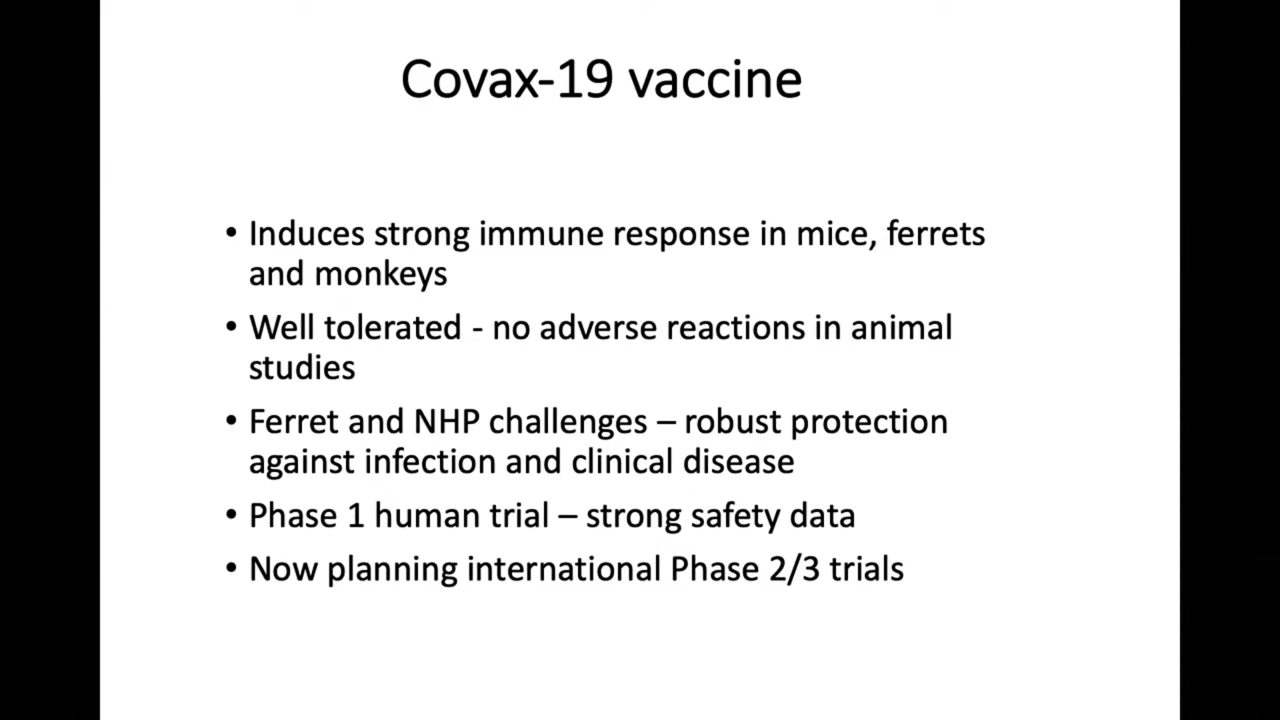 Covax-19 vaccine
• Induces strong immune response in mice, ferrets
and monkeys
• Well tolerated - no adverse reactions in animal
studies
• Ferret and NHP challenges – robust protection
against infection and clinical disease
• Phase 1 human trial – strong safety data
• Now planning international Phase 2/3 trials